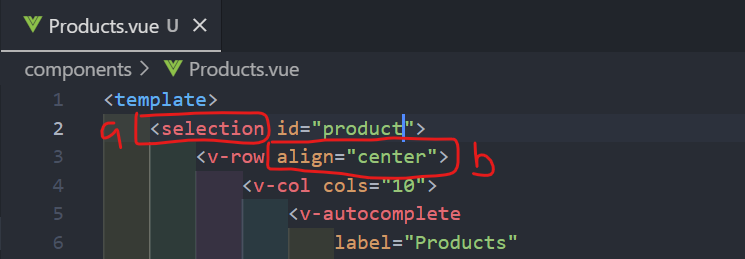 Products.vue U ×
components > Products.vue
1 <template>
a 2 <selection id="product">
3 <v-row align="center"> b
4 <v-col cols="10">
5 <v-autocomplete
6 label="Products"